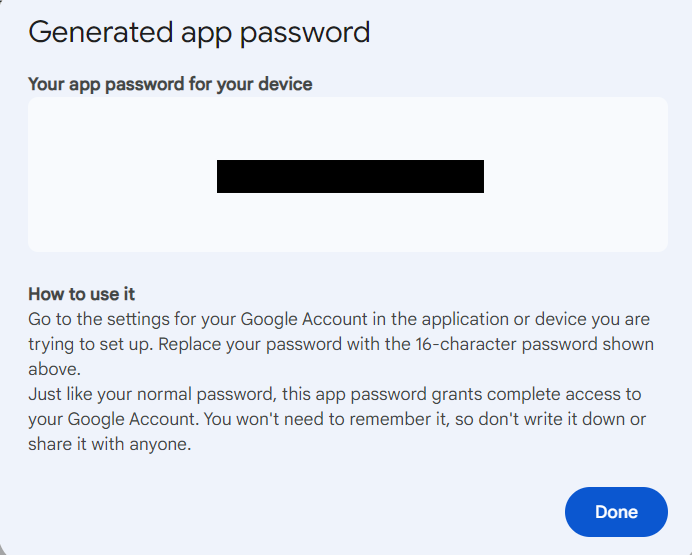 Generated app password
Your app password for your device
How to use it
Go to the settings for your Google Account in the application or device you are
trying to set up. Replace your password with the 16-character password shown
above.
Just like your normal password, this app password grants complete access to
your Google Account. You won't need to remember it, so don't write it down or
share it with anyone.
Done